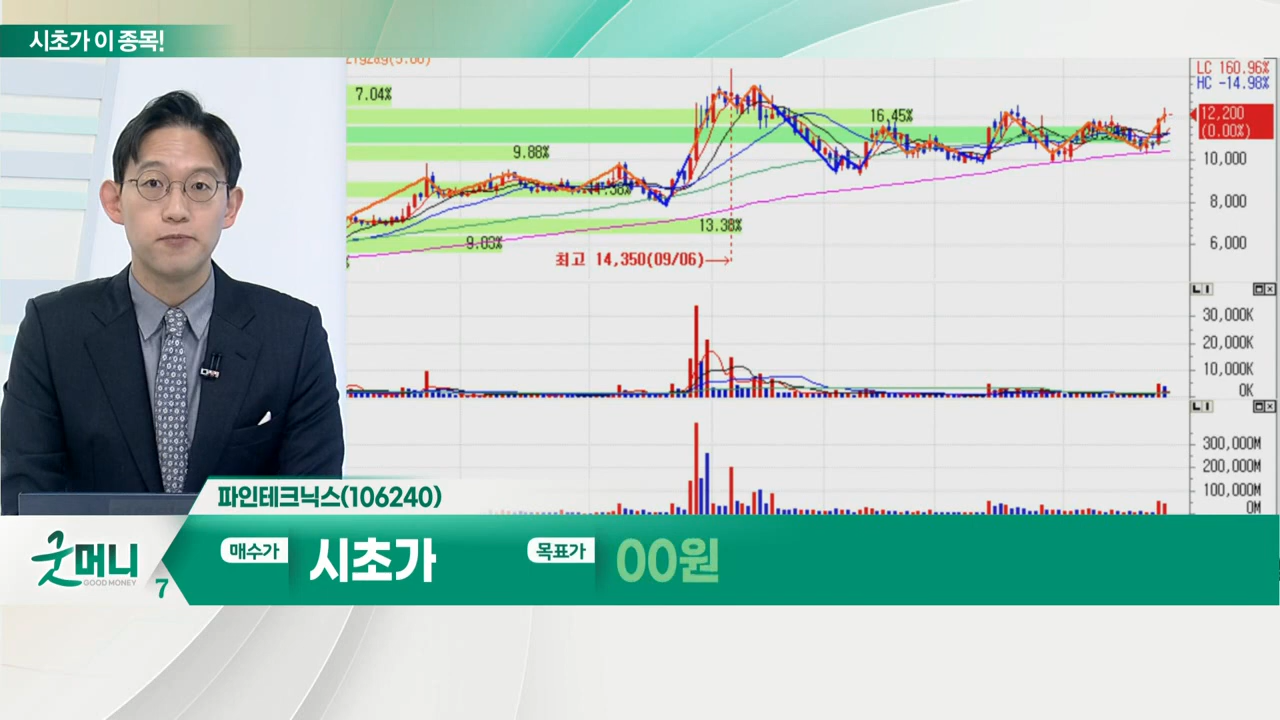 시초가 이 종목!
ZigZag(5.00)
LC 160.96%
HC -14.98%
7.04%
16.45%
12,200
(0.00%)
9.88%
10,000
8,000
13.38%
9.03%
6,000
최고 14,350(09/06)
30,000K
20,000K
10,000K
0K
300,000M
200,000M
100,000M
0M
파인테크닉스(106240)
굿머니
GOOD MONEY
7
매수가 시초가 목표가 00원